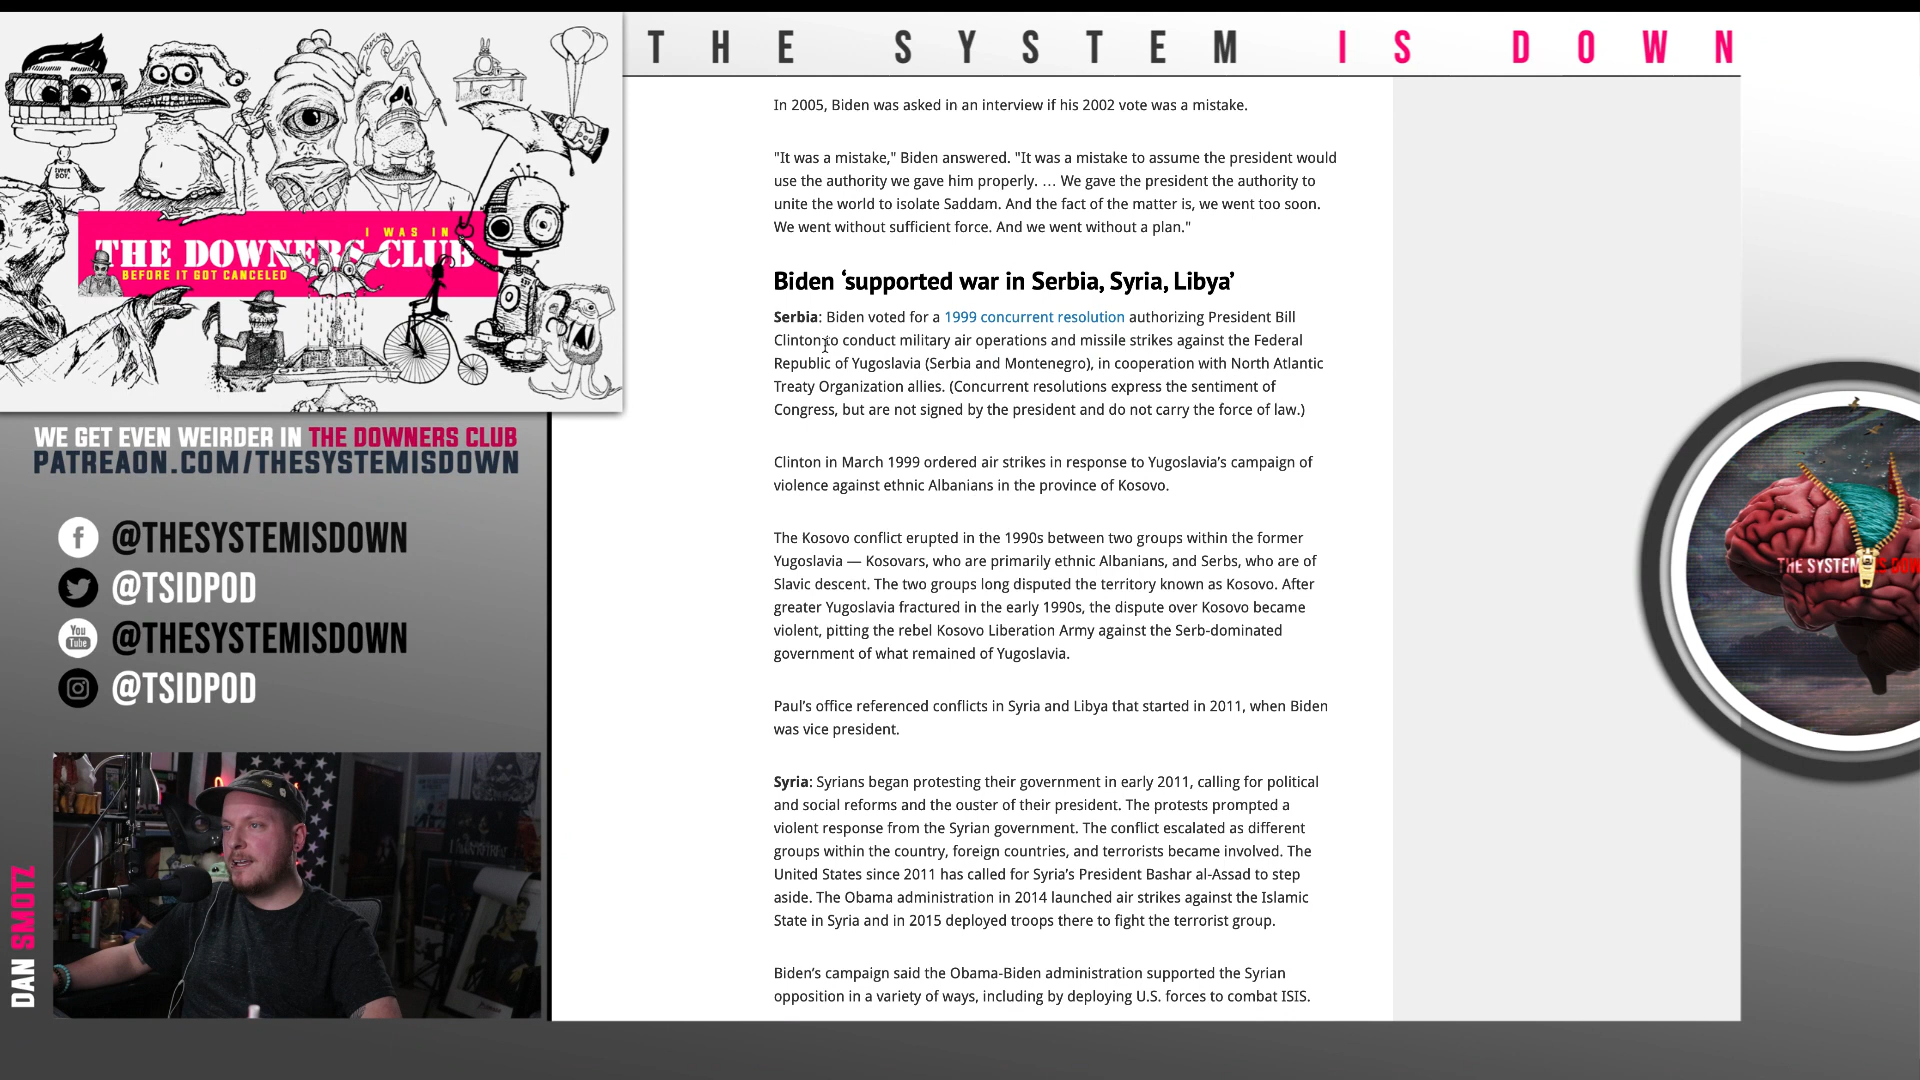 THE SYSTEM IS DOWN
SUPER BOY.
I WAS IN
THE DOWNERS CLUB
BEFORE IT GOT CANCELED
WE GET EVEN WEIRDER IN THE DOWNERS CLUB
PATREAON.COM/THESYSTEMISDOWN
@THESYSTEMISDOWN
@TSIDPOD
You Tube
@THESYSTEMISDOWN
@TSIDPOD
DAN SMOTZ
In 2005, Biden was asked in an interview if his 2002 vote was a mistake.
"It was a mistake," Biden answered. "It was a mistake to assume the president would
use the authority we gave him properly. … We gave the president the authority to
unite the world to isolate Saddam. And the fact of the matter is, we went too soon.
We went without sufficient force. And we went without a plan."
Biden ‘supported war in Serbia, Syria, Libya’
Serbia: Biden voted for a 1999 concurrent resolution authorizing President Bill
Clinton to conduct military air operations and missile strikes against the Federal
Republic of Yugoslavia (Serbia and Montenegro), in cooperation with North Atlantic
Treaty Organization allies. (Concurrent resolutions express the sentiment of
Congress, but are not signed by the president and do not carry the force of law.)
Clinton in March 1999 ordered air strikes in response to Yugoslavia’s campaign of
violence against ethnic Albanians in the province of Kosovo.
The Kosovo conflict erupted in the 1990s between two groups within the former
Yugoslavia — Kosovars, who are primarily ethnic Albanians, and Serbs, who are of
Slavic descent. The two groups long disputed the territory known as Kosovo. After
greater Yugoslavia fractured in the early 1990s, the dispute over Kosovo became
violent, pitting the rebel Kosovo Liberation Army against the Serb-dominated
government of what remained of Yugoslavia.
Paul’s office referenced conflicts in Syria and Libya that started in 2011, when Biden
was vice president.
Syria: Syrians began protesting their government in early 2011, calling for political
and social reforms and the ouster of their president. The protests prompted a
violent response from the Syrian government. The conflict escalated as different
groups within the country, foreign countries, and terrorists became involved. The
United States since 2011 has called for Syria’s President Bashar al-Assad to step
aside. The Obama administration in 2014 launched air strikes against the Islamic
State in Syria and in 2015 deployed troops there to fight the terrorist group.
Biden’s campaign said the Obama-Biden administration supported the Syrian
opposition in a variety of ways, including by deploying U.S. forces to combat ISIS.
THE SYSTEM IS DOW